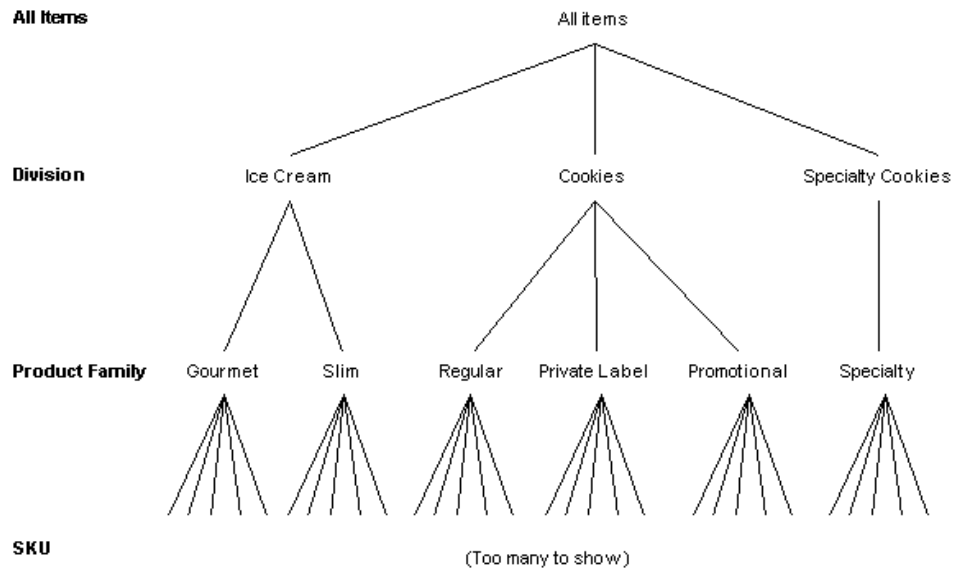 All Items All items
Division Ice Cream Cookies Specialty Cookies
Product Family Gourmet Slim Regular Private Label Promotional Specialty
SKU (Too many to show)